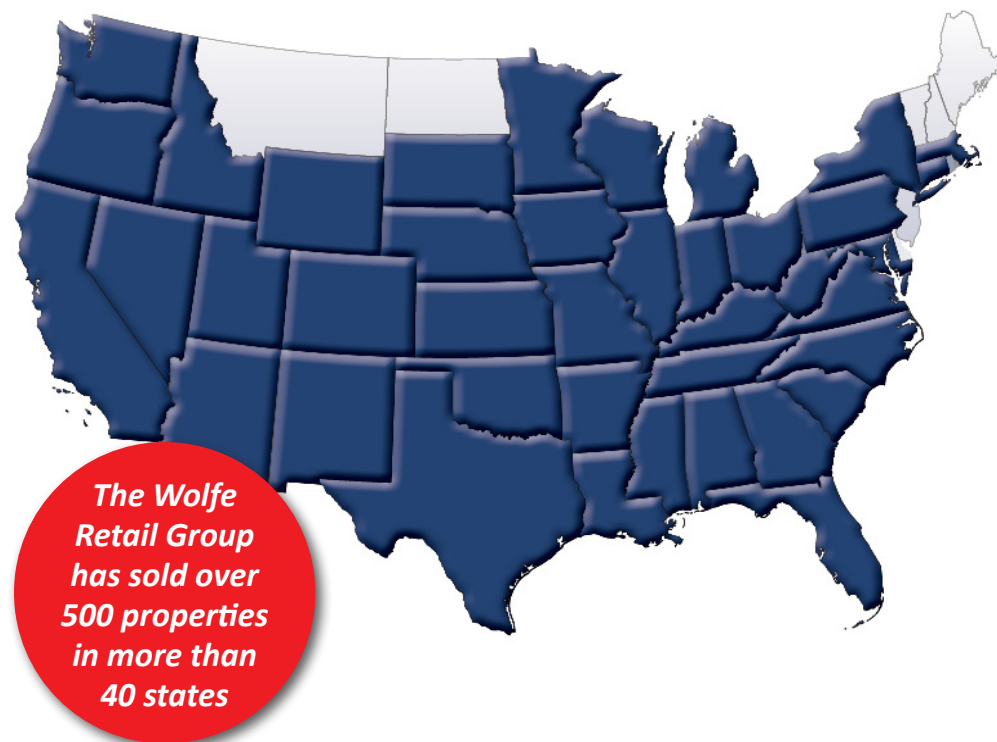 The Wolfe
Retail Group
has sold over
500 properties
in more than
40 states